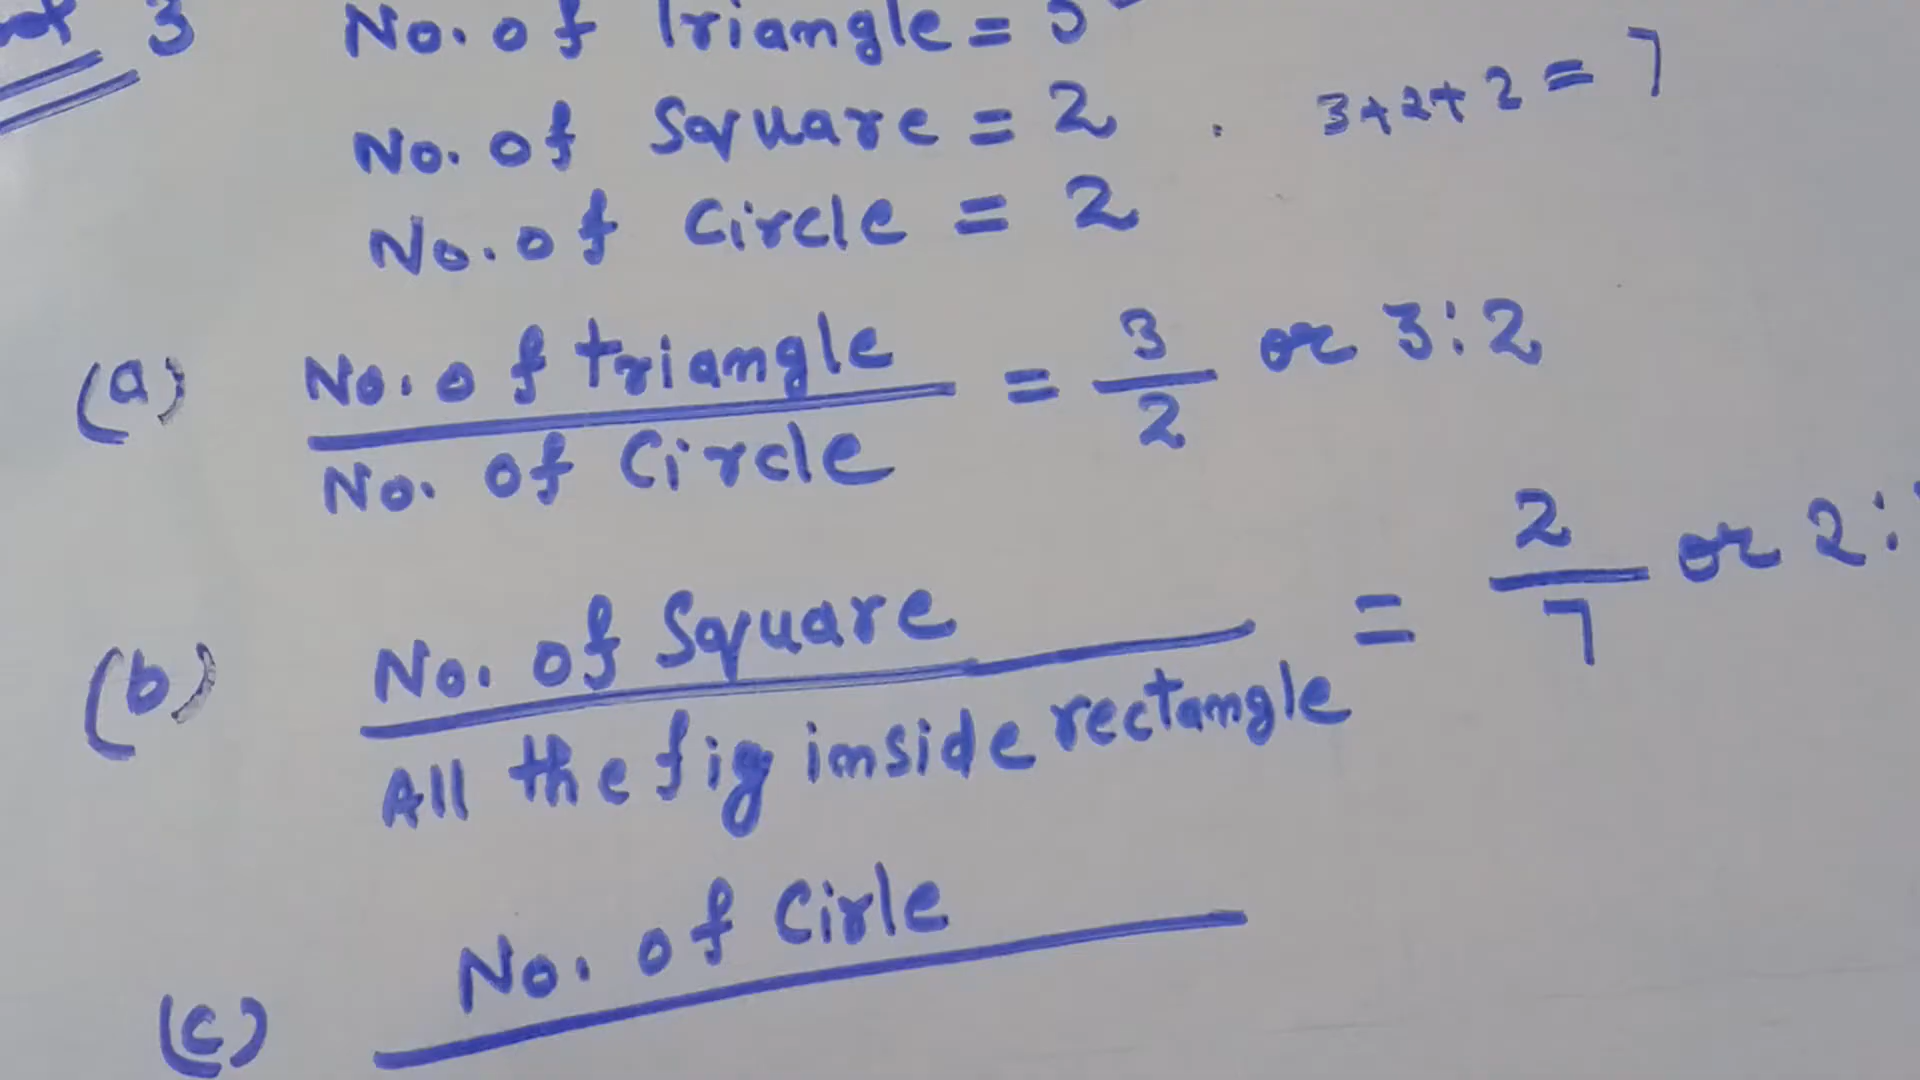 3 No. of Triangle =
No. of Square = 2 . 3+2+2 = 7
No. of Circle = 2
(a) No. of triangle / No. of Circle = 3/2 or 3:2
(b) No. of Square / All the fig inside rectangle = 2/7 or 2:
(c) No. of Cirle